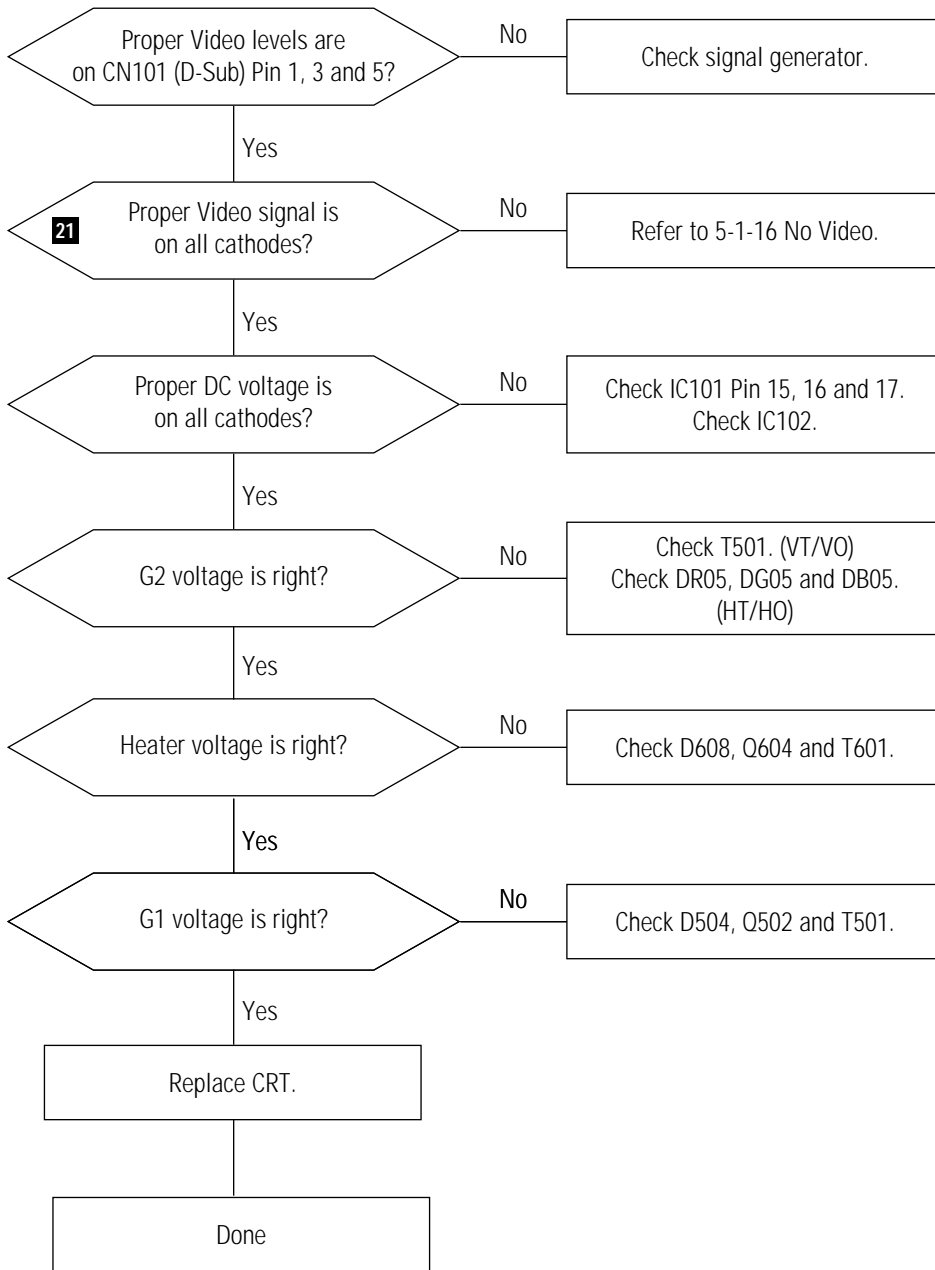 Proper Video levels are
on CN101 (D-Sub) Pin 1, 3 and 5?
No
Check signal generator.
Yes
21
Proper Video signal is
on all cathodes?
No
Refer to 5-1-16 No Video.
Yes
Proper DC voltage is
on all cathodes?
No
Check IC101 Pin 15, 16 and 17.
Check IC102.
Yes
G2 voltage is right?
No
Check T501. (VT/VO)
Check DR05, DG05 and DB05.
(HT/HO)
Yes
Heater voltage is right?
No
Check D608, Q604 and T601.
Yes
G1 voltage is right?
No
Check D504, Q502 and T501.
Yes
Replace CRT.
Done